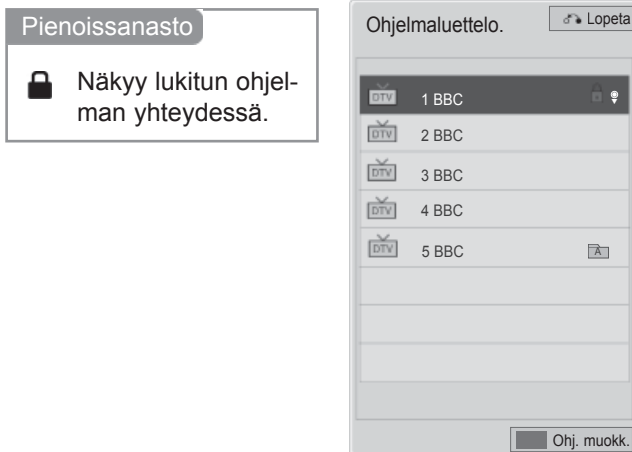 Pienoissanasto
Näkyy lukitun ohjel-
man yhteydessä.
Ohjelmaluettelo.
Lopeta
DTV 1 BBC
DTV 2 BBC
DTV 3 BBC
DTV 4 BBC
DTV 5 BBC A
Ohj. muokk.